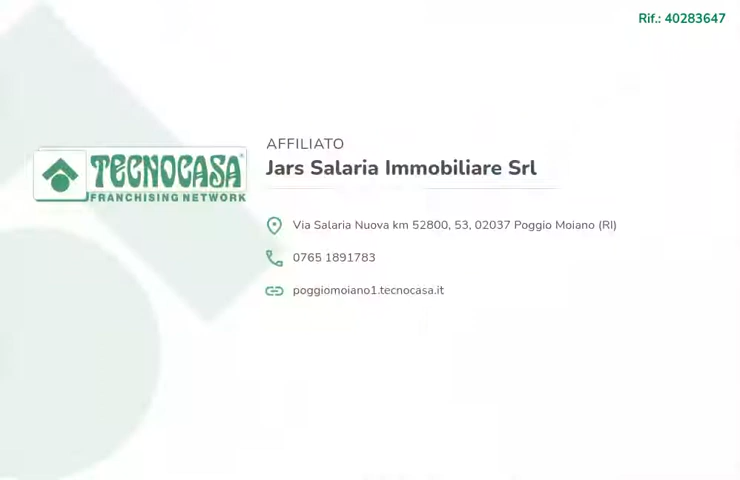 Rif.: 40283647
AFFILIATO
Jars Salaria Immobiliare Srl
TECNOCASA
FRANCHISING NETWORK
Via Salaria Nuova km 52800, 53, 02037 Poggio Moiano (RI)
0765 1891783
poggiomoiano1.tecnocasa.it